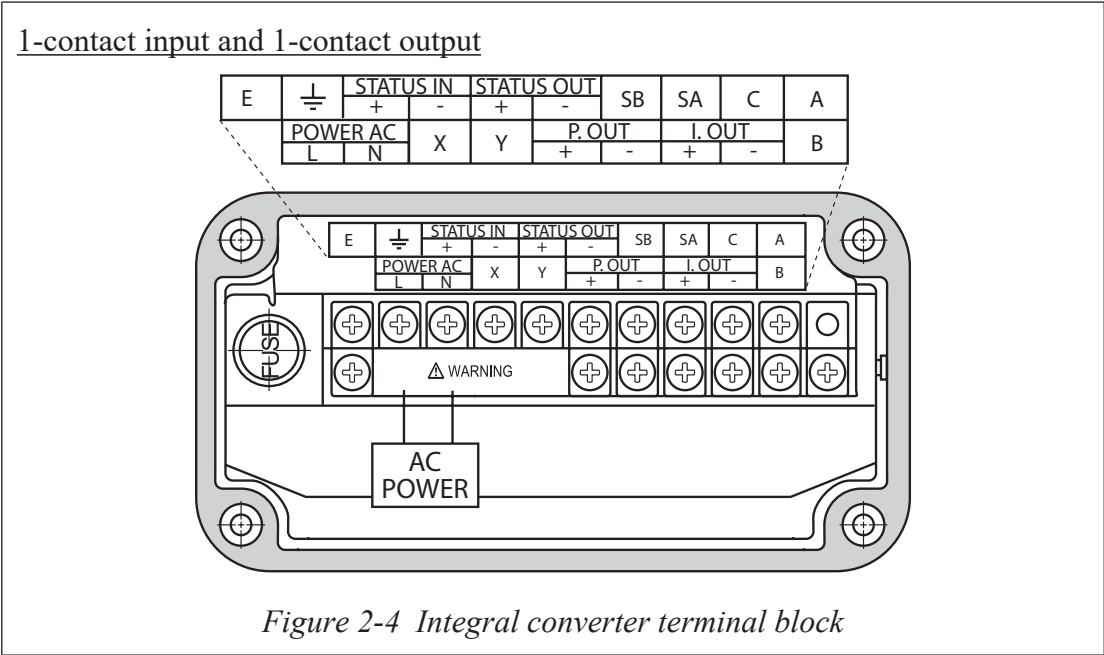 1-contact input and 1-contact output
E ⏚ STATUS IN STATUS OUT SB SA C A
+ - + -
POWER AC X Y P. OUT I. OUT B
L N + - + -
E ⏚ STATUS IN STATUS OUT SB SA C A
+ - + -
POWER AC X Y P. OUT I. OUT B
L N + - + -
FUSE
⚠ WARNING
AC
POWER
Figure 2-4 Integral converter terminal block